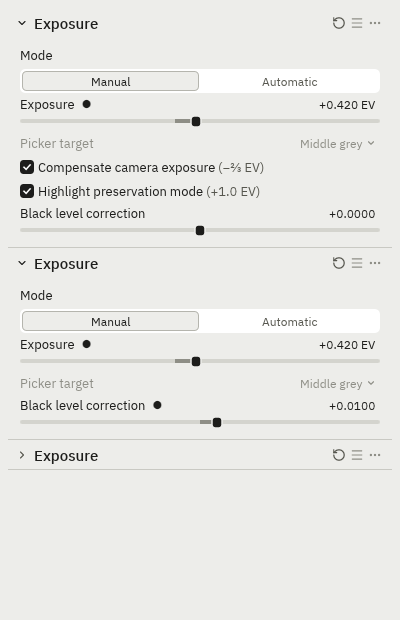 Exposure
Mode
Manual Automatic
Exposure +0.420 EV
Picker target Middle grey
Compensate camera exposure (−⅔ EV)
Highlight preservation mode (+1.0 EV)
Black level correction +0.0000
Exposure
Mode
Manual Automatic
Exposure +0.420 EV
Picker target Middle grey
Black level correction +0.0100
Exposure